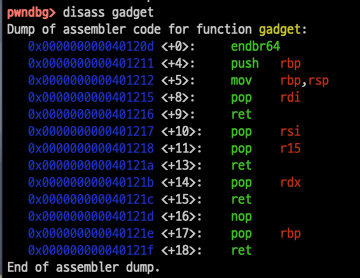 pwndbg> disass gadget
Dump of assembler code for function gadget:
0x000000000040120d <+0>: endbr64
0x0000000000401211 <+4>: push rbp
0x0000000000401212 <+5>: mov rbp,rsp
0x0000000000401215 <+8>: pop rdi
0x0000000000401216 <+9>: ret
0x0000000000401217 <+10>: pop rsi
0x0000000000401218 <+11>: pop r15
0x000000000040121a <+13>: ret
0x000000000040121b <+14>: pop rdx
0x000000000040121c <+15>: ret
0x000000000040121d <+16>: nop
0x000000000040121e <+17>: pop rbp
0x000000000040121f <+18>: ret
End of assembler dump.